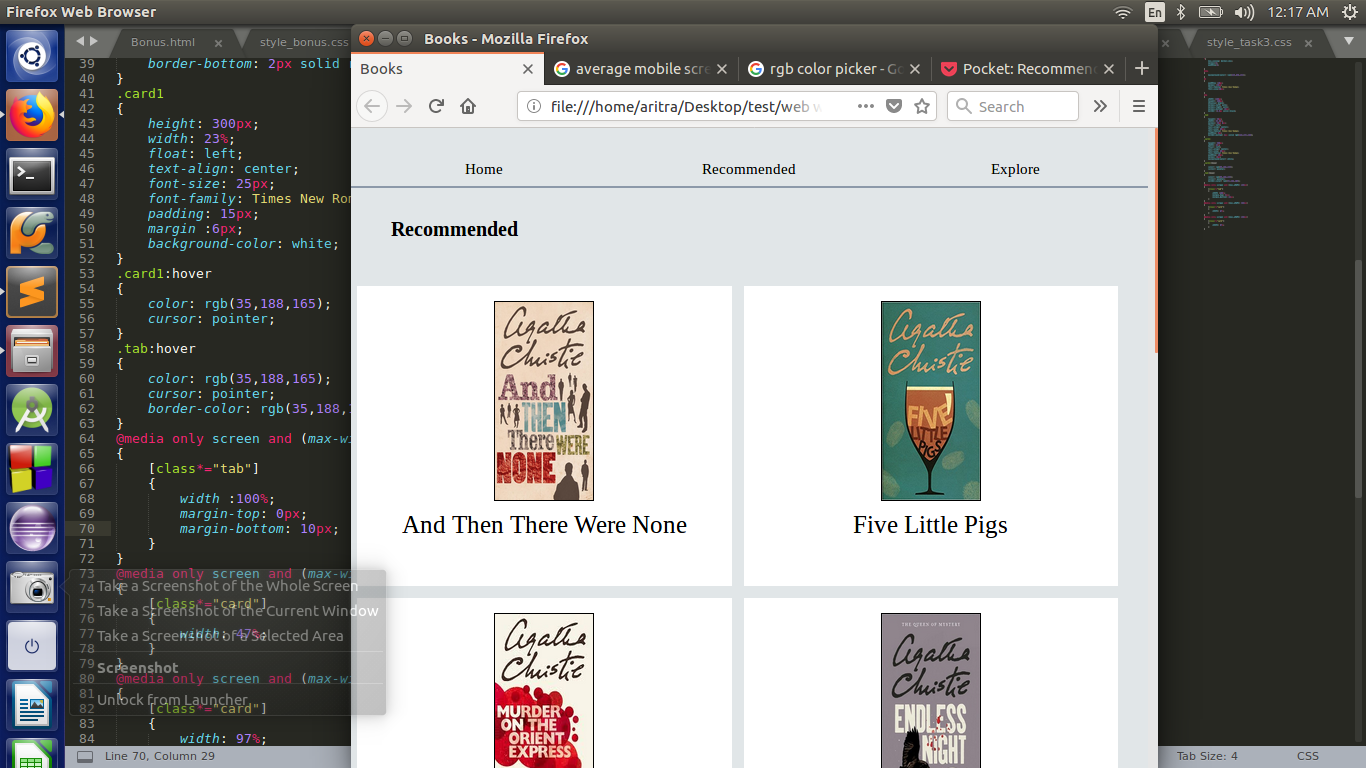 Firefox Web Browser
En
12:17 AM
Bonus.html
style_bonus.css
style_task3.css
Books - Mozilla Firefox
Books
average mobile scre
rgb color picker - Go
Pocket: Recommen
file:///home/aritra/Desktop/test/web w
Search
Home
Recommended
Explore
Recommended
Agatha Christie
And THEN There WERE NONE
And Then There Were None
Agatha Christie
FIVE LITTLE PIGS
Five Little Pigs
Agatha Christie
MURDER ON THE ORIENT EXPRESS
THE QUEEN OF MYSTERY
Agatha Christie
ENDLESS NIGHT
39 border-bottom: 2px solid
40 }
41 .card1
42 {
43 height: 300px;
44 width: 23%;
45 float: left;
46 text-align: center;
47 font-size: 25px;
48 font-family: Times New Rom
49 padding: 15px;
50 margin :6px;
51 background-color: white;
52 }
53 .card1:hover
54 {
55 color: rgb(35,188,165);
56 cursor: pointer;
57 }
58 .tab:hover
59 {
60 color: rgb(35,188,165);
61 cursor: pointer;
62 border-color: rgb(35,188,1
63 }
64 @media only screen and (max-wi
65 {
66 [class*="tab"]
67 {
68 width :100%;
69 margin-top: 0px;
70 margin-bottom: 10px;
71 }
72 }
73 @media only screen and (max-wi
74 {
75 [class*="card"]
76 {
77 width: 47%;
78 }
79 }
80 @media only screen and (max-wi
81 {
82 [class*="card"]
83 {
84 width: 97%;
Take a Screenshot of the Whole Screen
Take a Screenshot of the Current Window
Take a Screenshot of a Selected Area
Screenshot
Unlock from Launcher
Line 70, Column 29
Tab Size: 4
CSS